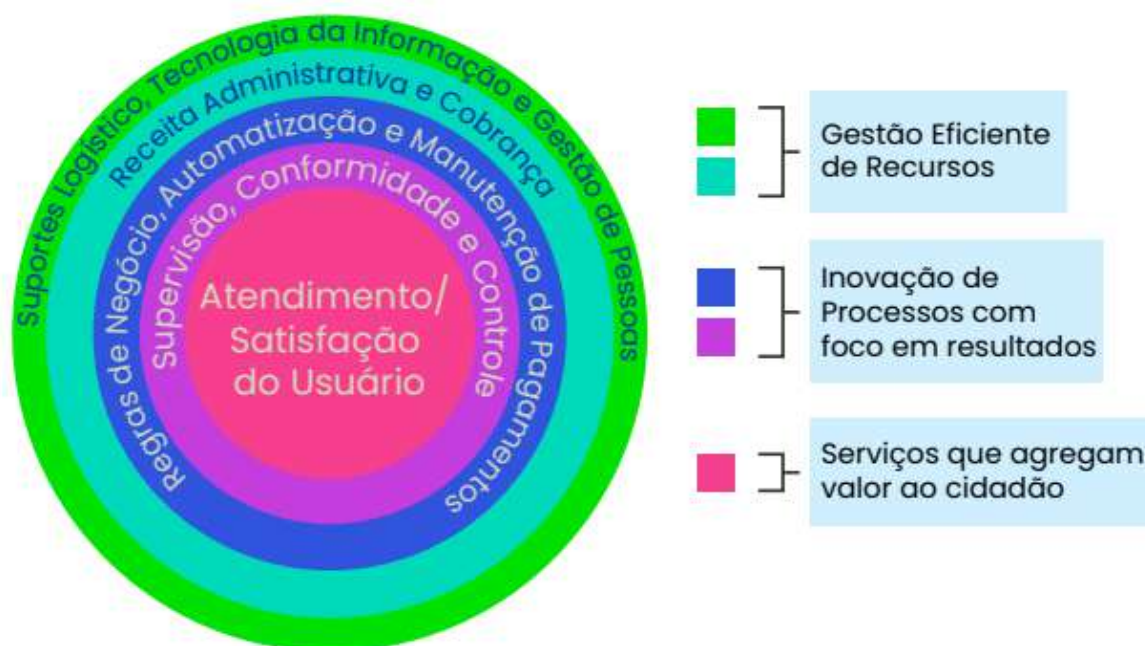 Suportes Logístico, Tecnologia da Informação e Gestão de Pessoas
Receita Administrativa e Cobrança
Regras de Negócio, Automatização e Manutenção de Pagamentos
Supervisão, Conformidade e Controle
Atendimento/
Satisfação
do Usuário
Gestão Eficiente
de Recursos
Inovação de
Processos com
foco em resultados
Serviços que agregam
valor ao cidadão